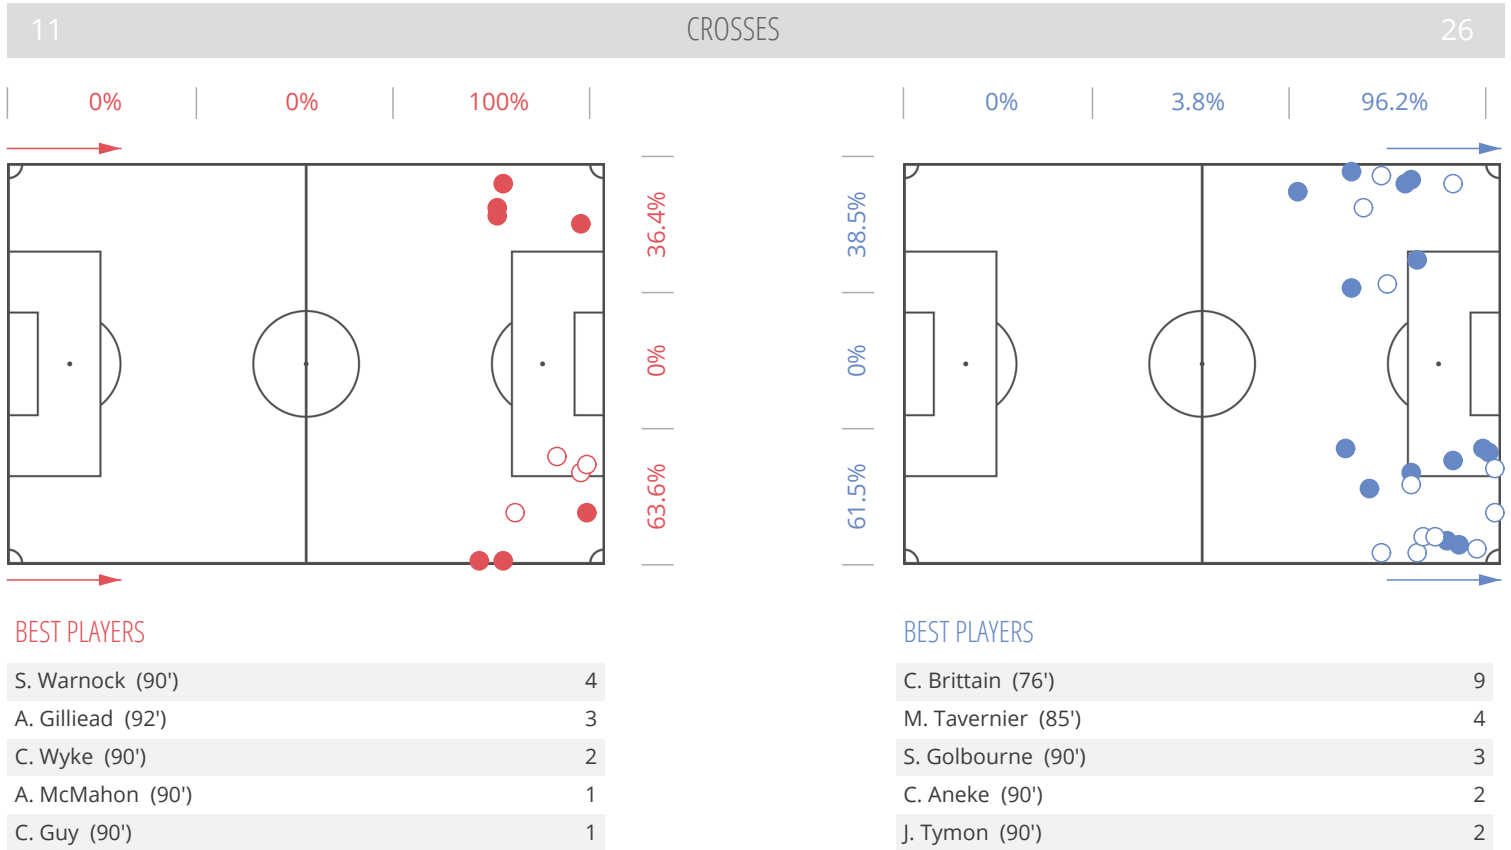 11 CROSSES 26
0% 0% 100% 0% 3.8% 96.2%
36.4% 38.5%
0% 0%
63.6% 61.5%
BEST PLAYERS BEST PLAYERS
S. Warnock (90') 4 C. Brittain (76') 9
A. Gilliead (92') 3 M. Tavernier (85') 4
C. Wyke (90') 2 S. Golbourne (90') 3
A. McMahon (90') 1 C. Aneke (90') 2
C. Guy (90') 1 J. Tymon (90') 2